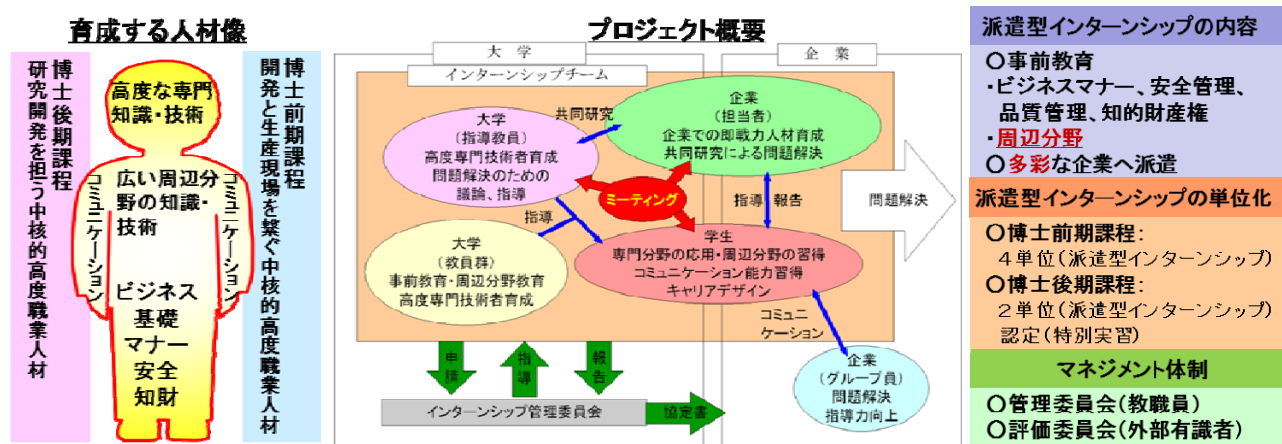 育成する人材像
博士後期課程
研究開発を担う中核的高度職業人材
高度な専門
知識・技術
コミュニケーション
広い周辺分
野の知識・
技術
コミュニケーション
ビジネス
基礎
マナー
安全
知財
博士前期課程
開発と生産現場を繋ぐ中核的高度職業人材
プロジェクト概要
大学
企業
インターンシップチーム
大学
(指導教員)
高度専門技術者育成
問題解決のための
議論、指導
共同研究
企業
(担当者)
企業での即戦力人材育成
共同研究による問題解決
ミーティング
指導
指導 報告
問題解決
大学
(教員群)
事前教育・周辺分野教育
高度専門技術者育成
学生
専門分野の応用・周辺分野の習得
コミュニケーション能力習得
キャリアデザイン
コミュニ
ケーション
企業
(グループ員)
問題解決
指導力向上
申請
指導
報告
インターンシップ管理委員会
協定書
派遣型インターンシップの内容
○事前教育
・ビジネスマナー、安全管理、
品質管理、知的財産権
・周辺分野
○多彩な企業へ派遣
派遣型インターンシップの単位化
○博士前期課程:
4単位(派遣型インターンシップ)
○博士後期課程:
2単位(派遣型インターンシップ)
認定(特別実習)
マネジメント体制
○管理委員会(教職員)
○評価委員会(外部有識者)